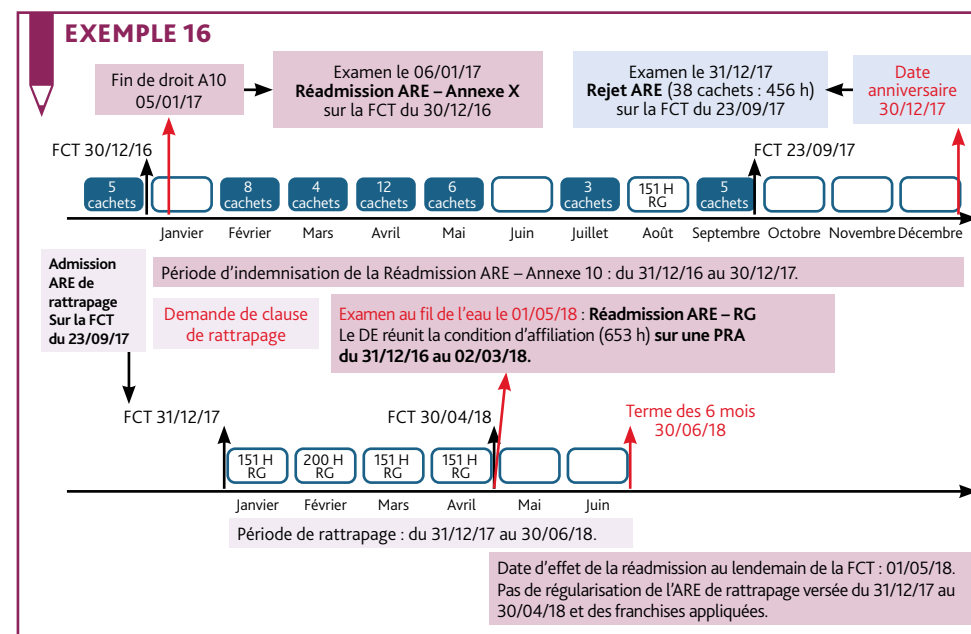 EXEMPLE 16
Fin de droit A10
05/01/17
Examen le 06/01/17
Réadmission ARE – Annexe X
sur la FCT du 30/12/16
Examen le 31/12/17
Rejet ARE (38 cachets : 456 h)
sur la FCT du 23/09/17
Date
anniversaire
30/12/17
FCT 30/12/16
FCT 23/09/17
5
cachets
8
cachets
4
cachets
12
cachets
6
cachets
3
cachets
151 H
RG
5
cachets
Janvier
Février
Mars
Avril
Mai
Juin
Juillet
Août
Septembre
Octobre
Novembre
Décembre
Admission
ARE de
rattrapage
Sur la FCT
du 23/09/17
Période d'indemnisation de la Réadmission ARE – Annexe 10 : du 31/12/16 au 30/12/17.
Demande de clause
de rattrapage
Examen au fil de l'eau le 01/05/18 : Réadmission ARE – RG
Le DE réunit la condition d'affiliation (653 h) sur une PRA
du 31/12/16 au 02/03/18.
FCT 31/12/17
FCT 30/04/18
Terme des 6 mois
30/06/18
151 H
RG
200 H
RG
151 H
RG
151 H
RG
Janvier
Février
Mars
Avril
Mai
Juin
Période de rattrapage : du 31/12/17 au 30/06/18.
Date d'effet de la réadmission au lendemain de la FCT : 01/05/18.
Pas de régularisation de l'ARE de rattrapage versée du 31/12/17 au
30/04/18 et des franchises appliquées.